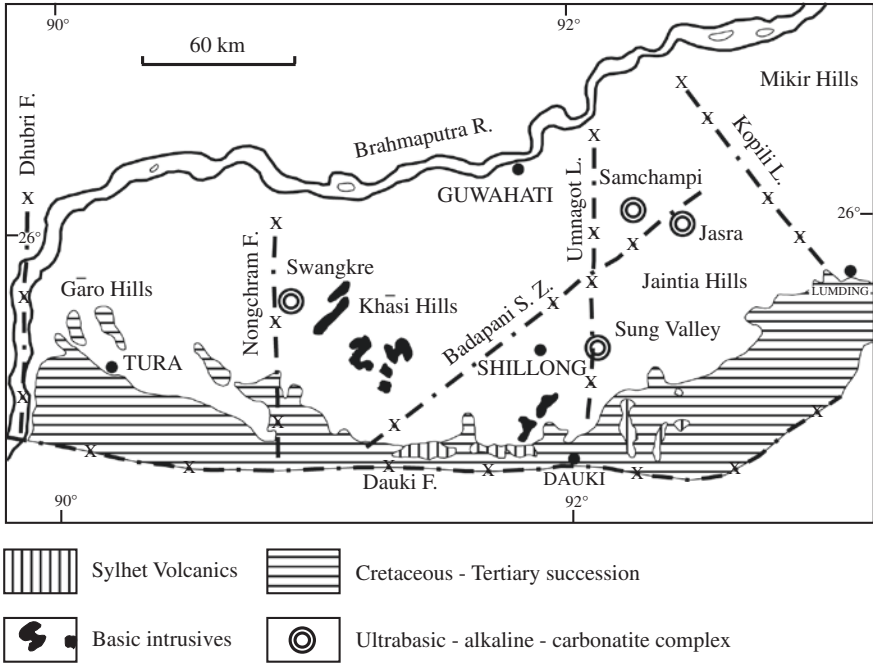 90°
92°
60 km
Mikir Hills
Dhubri F.
X
Brahmaputra R.
Kopili L.
X
X
X
GUWAHATI
Umnagot L.
Samchampi
X
X
26°
X
26°
Nongchram F.
X
X
Jasra
X
X
Swangkre
X
Jaintia Hills
LUMDING
Gāro Hills
X
Khāsi Hills
Badapani S. Z.
X
X
Sung Valley
TURA
SHILLONG
X
X
X
X
X
X
X
X
X
X
X
Dauki F.
DAUKI
90°
92°
Sylhet Volcanics
Cretaceous - Tertiary succession
Basic intrusives
Ultrabasic - alkaline - carbonatite complex